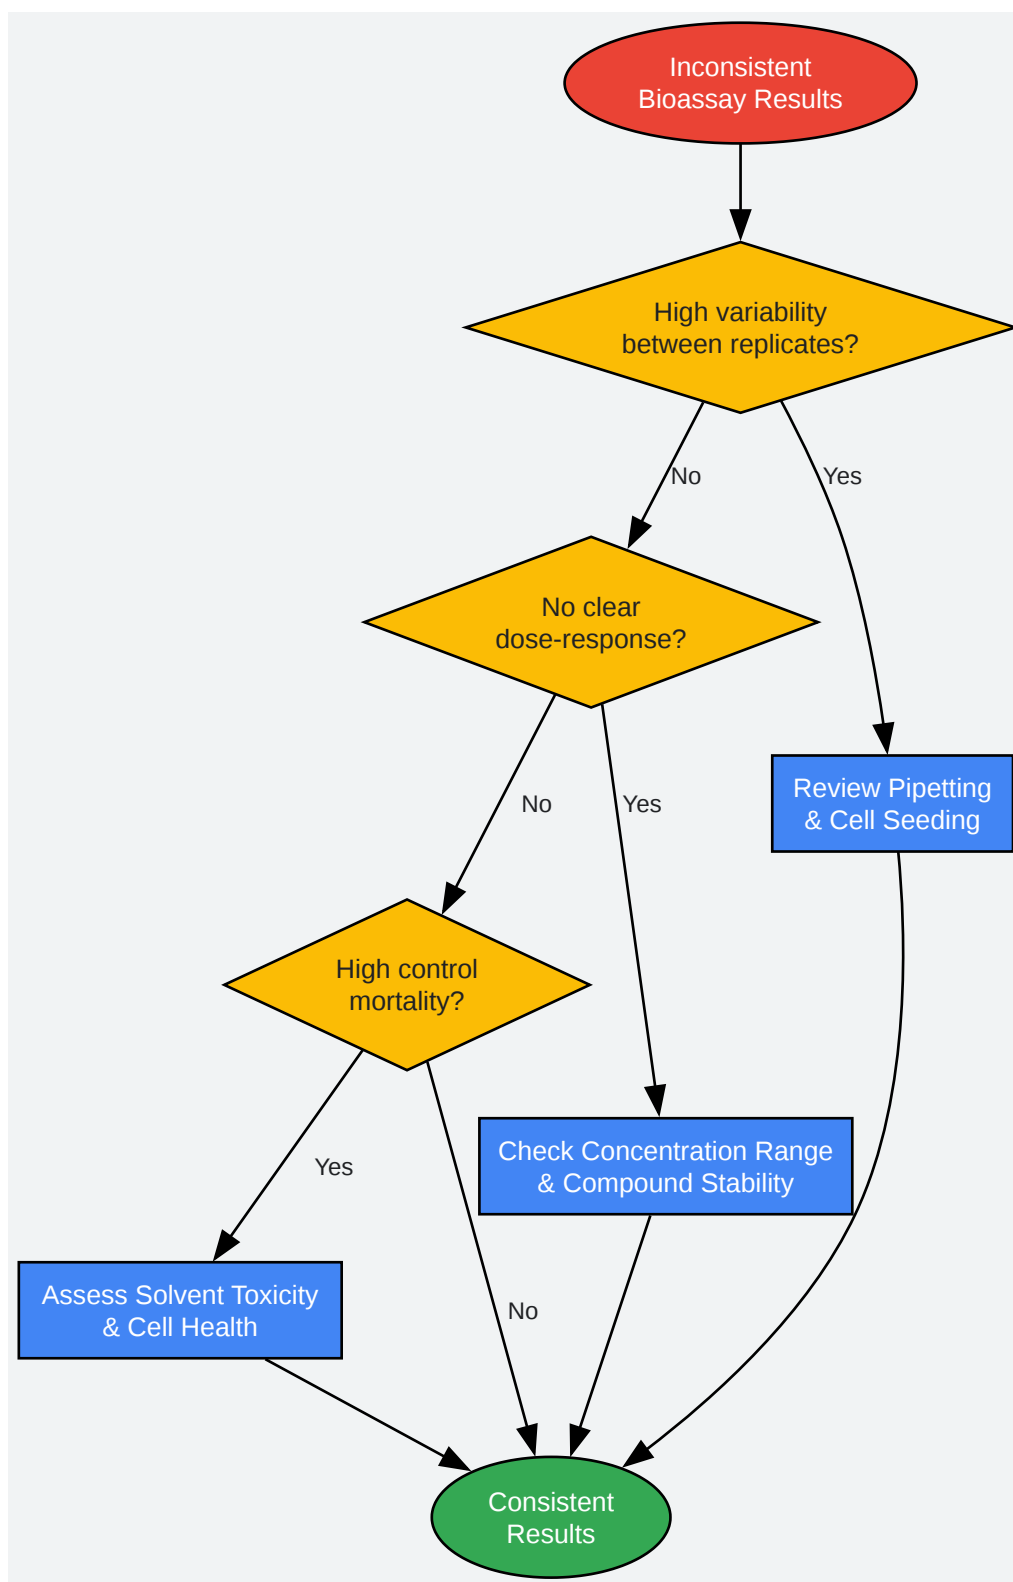 Inconsistent
Bioassay Results
High variability
between replicates?
No
Yes
No clear
dose-response?
No
Yes
Review Pipetting
& Cell Seeding
High control
mortality?
Yes
Check Concentration Range
& Compound Stability
Assess Solvent Toxicity
& Cell Health
No
Consistent
Results